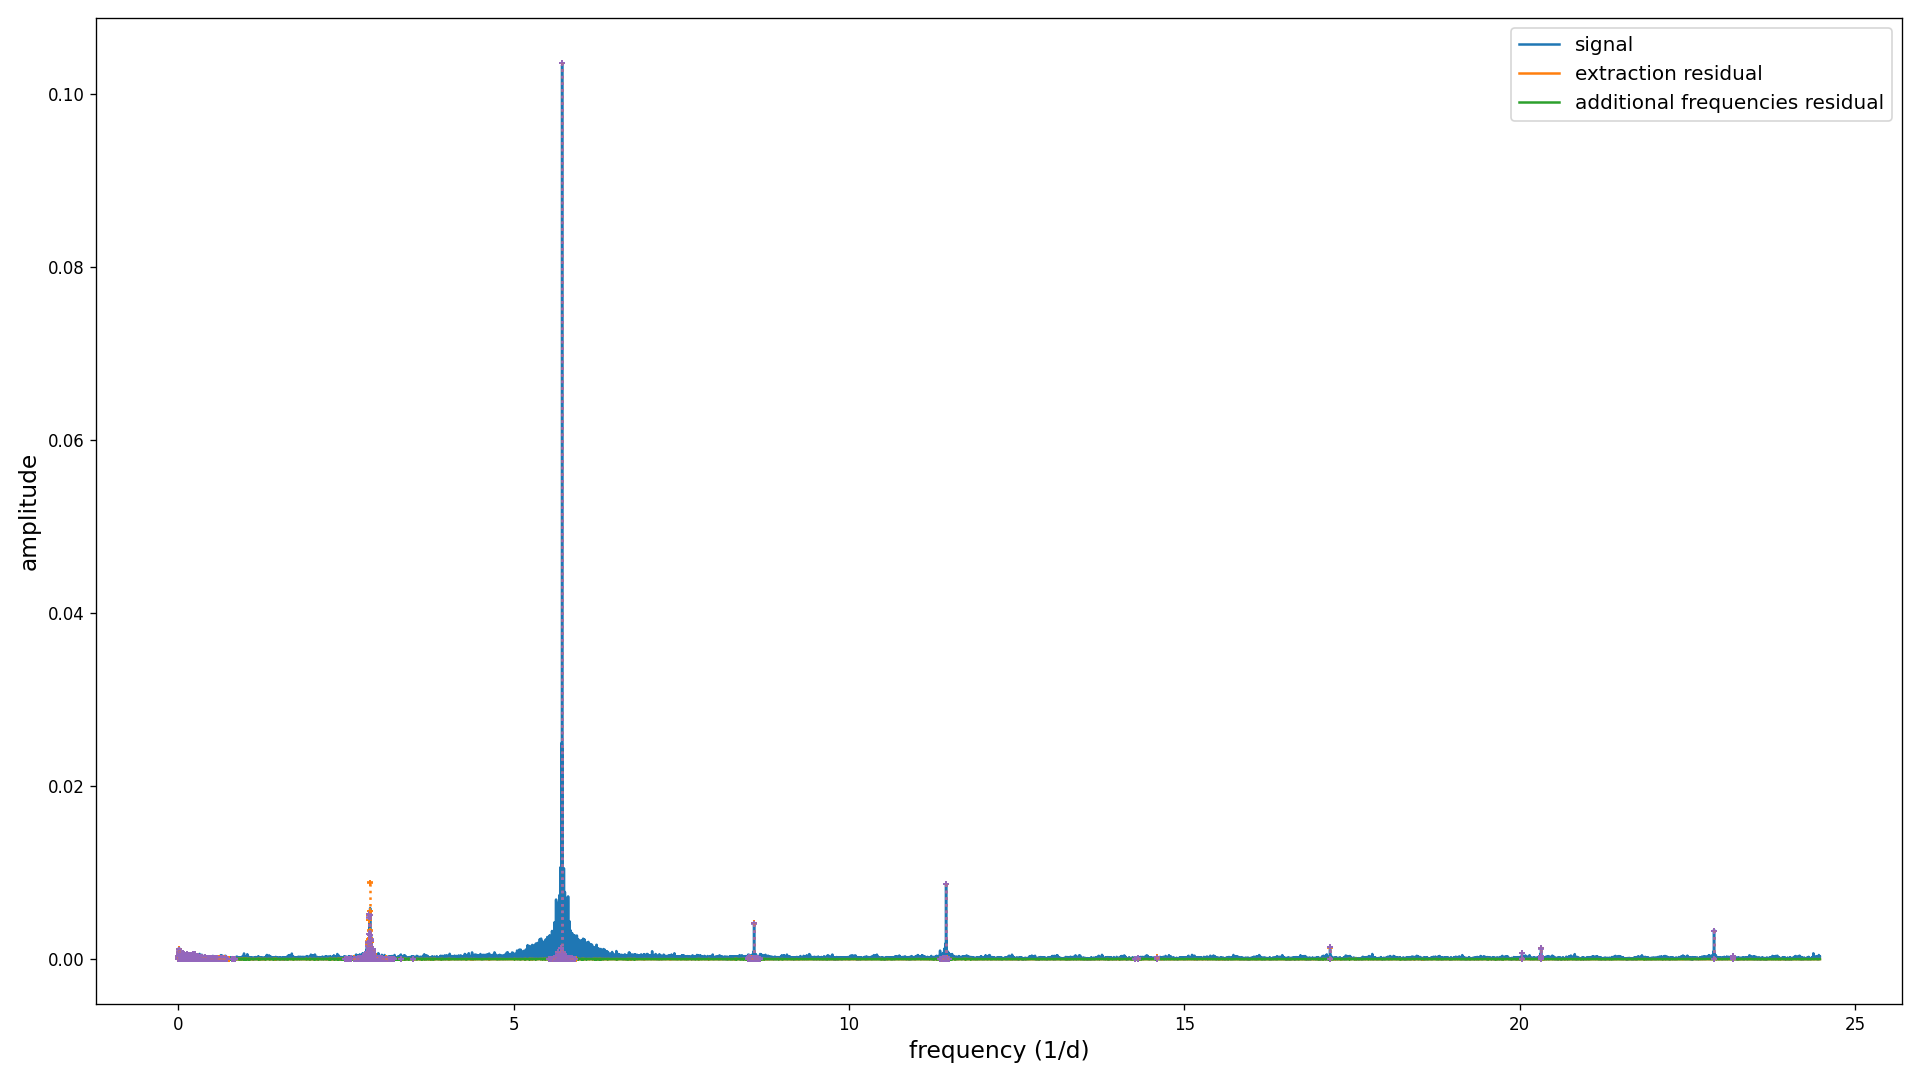 signal
extraction residual
additional frequencies residual
amplitude
0.10
0.08
0.06
0.04
0.02
0.00
0
5
10
15
20
25
frequency (1/d)